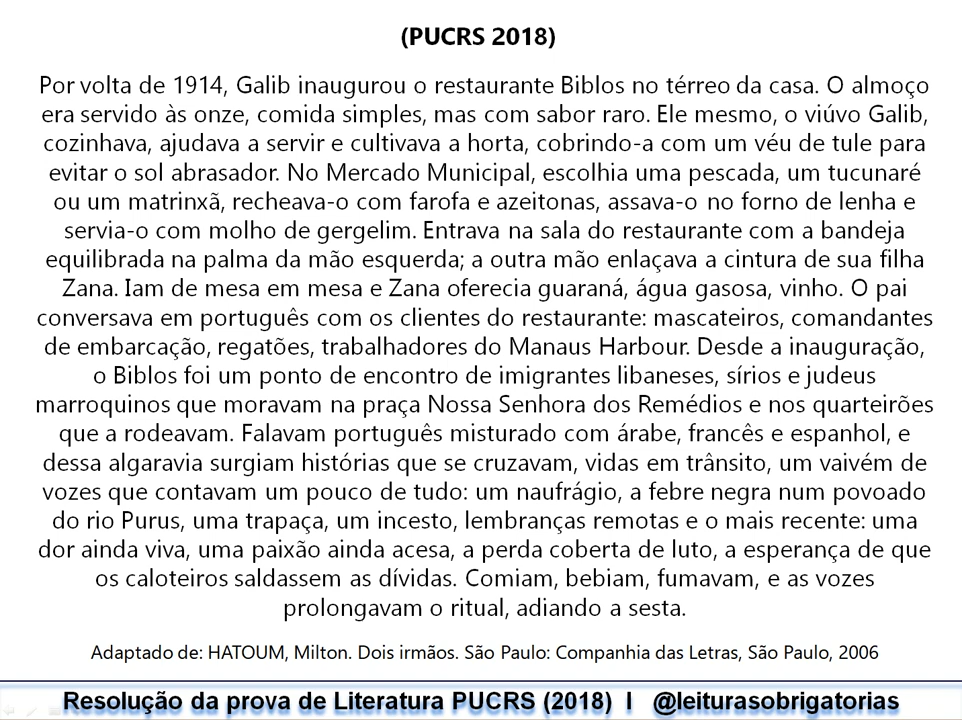 (PUCRS 2018)
Por volta de 1914, Galib inaugurou o restaurante Biblos no térreo da casa. O almoço
era servido às onze, comida simples, mas com sabor raro. Ele mesmo, o viúvo Galib,
cozinhava, ajudava a servir e cultivava a horta, cobrindo-a com um véu de tule para
evitar o sol abrasador. No Mercado Municipal, escolhia uma pescada, um tucunaré
ou um matrinxã, recheava-o com farofa e azeitonas, assava-o no forno de lenha e
servia-o com molho de gergelim. Entrava na sala do restaurante com a bandeja
equilibrada na palma da mão esquerda; a outra mão enlaçava a cintura de sua filha
Zana. Iam de mesa em mesa e Zana oferecia guaraná, água gasosa, vinho. O pai
conversava em português com os clientes do restaurante: mascateiros, comandantes
de embarcação, regatões, trabalhadores do Manaus Harbour. Desde a inauguração,
o Biblos foi um ponto de encontro de imigrantes libaneses, sírios e judeus
marroquinos que moravam na praça Nossa Senhora dos Remédios e nos quarteirões
que a rodeavam. Falavam português misturado com árabe, francês e espanhol, e
dessa algaravia surgiam histórias que se cruzavam, vidas em trânsito, um vaivém de
vozes que contavam um pouco de tudo: um naufrágio, a febre negra num povoado
do rio Purus, uma trapaça, um incesto, lembranças remotas e o mais recente: uma
dor ainda viva, uma paixão ainda acesa, a perda coberta de luto, a esperança de que
os caloteiros saldassem as dívidas. Comiam, bebiam, fumavam, e as vozes
prolongavam o ritual, adiando a sesta.
Adaptado de: HATOUM, Milton. Dois irmãos. São Paulo: Companhia das Letras, São Paulo, 2006
Resolução da prova de Literatura PUCRS (2018) I @leiturasobrigatorias